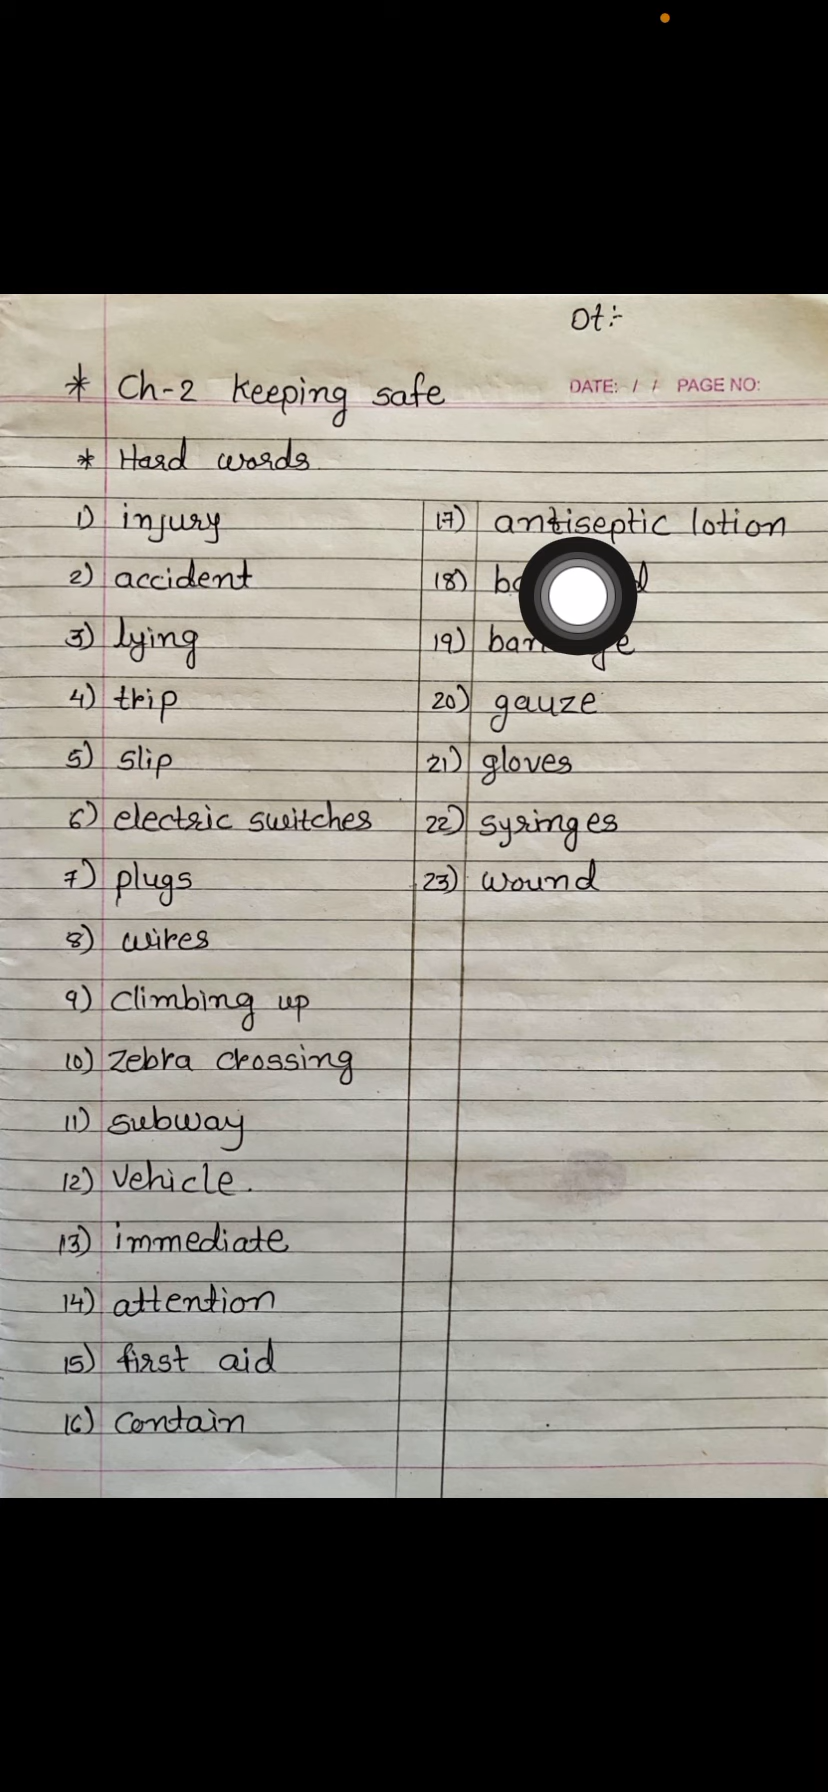 Dt:-
* Ch-2 Keeping safe
DATE: / / PAGE NO:
* Hard words
1) injury
2) accident
3) lying
4) trip
5) slip
6) electric switches
7) plugs
8) wires
9) Climbing up
10) Zebra crossing
11) subway
12) Vehicle.
13) immediate
14) attention
15) first aid
16) Contain
17) antiseptic lotion
18)
19)
20) gauze
21) gloves
22) syringes
23) wound